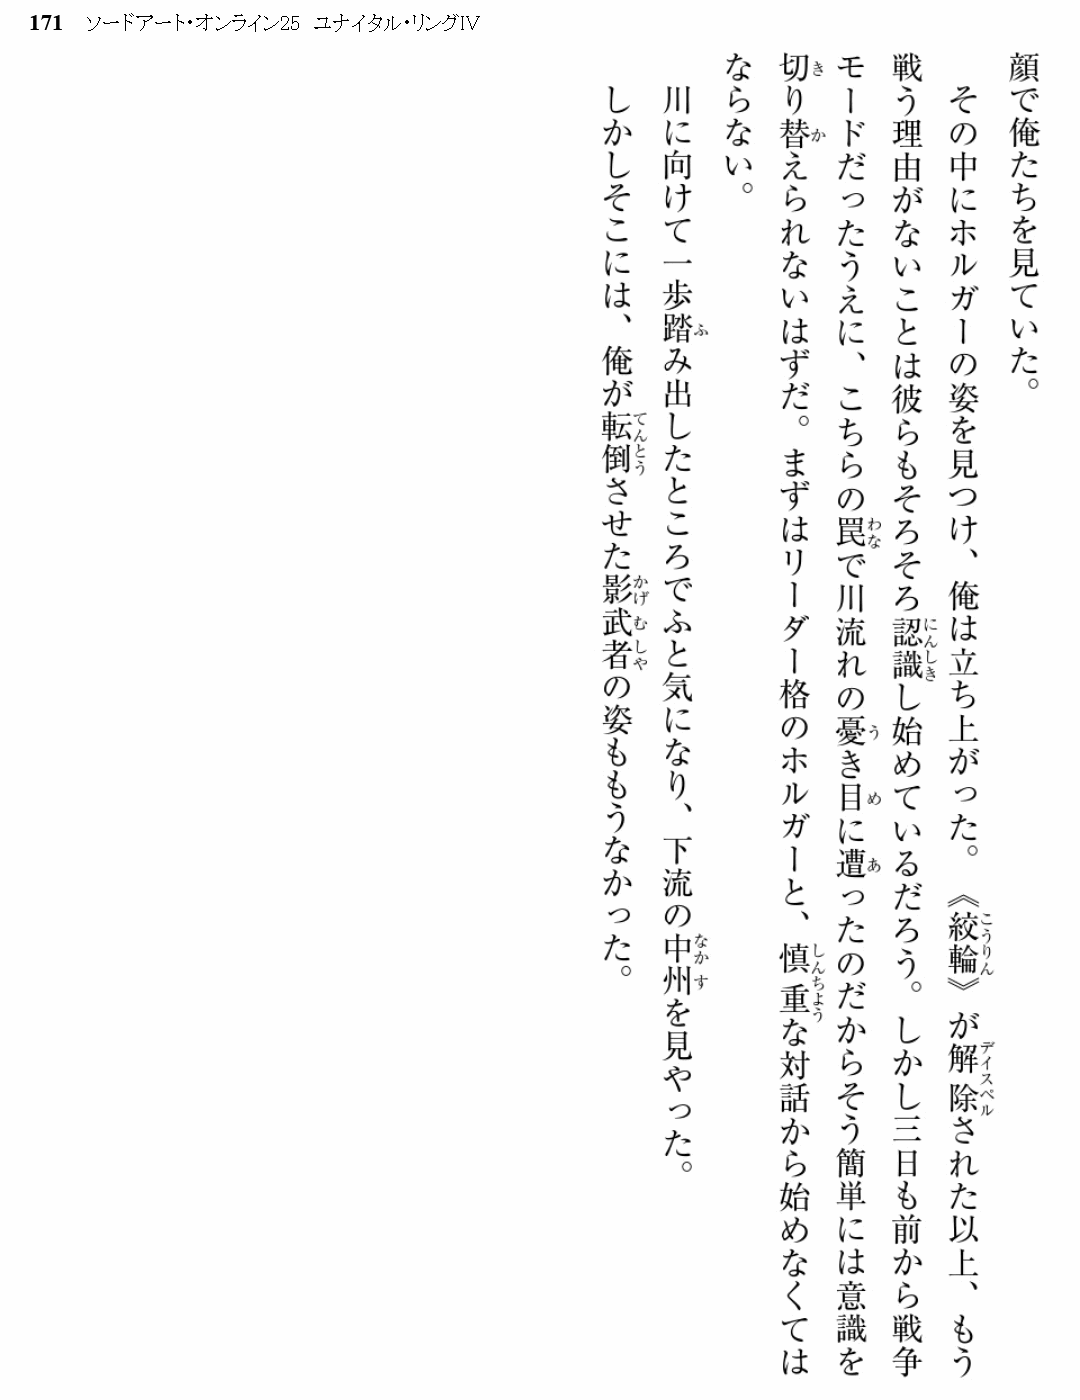 171 ソードアート・オンライン25 ユナイタル・リングIV
顔で俺たちを見ていた。
その中にホルガーの姿を見つけ、俺は立ち上がった。《絞輪》が解除された以上、もう
戦う理由がないことは彼らもそろそろ認識し始めているだろう。しかし三日も前から戦争
モードだったうえに、こちらの罠で川流れの憂き目に遭ったのだからそう簡単には意識を
切り替えられないはずだ。まずはリーダー格のホルガーと、慎重な対話から始めなくては
ならない。
川に向けて一歩踏み出したところでふと気になり、下流の中州を見やった。
しかしそこには、俺が転倒させた影武者の姿ももうなかった。